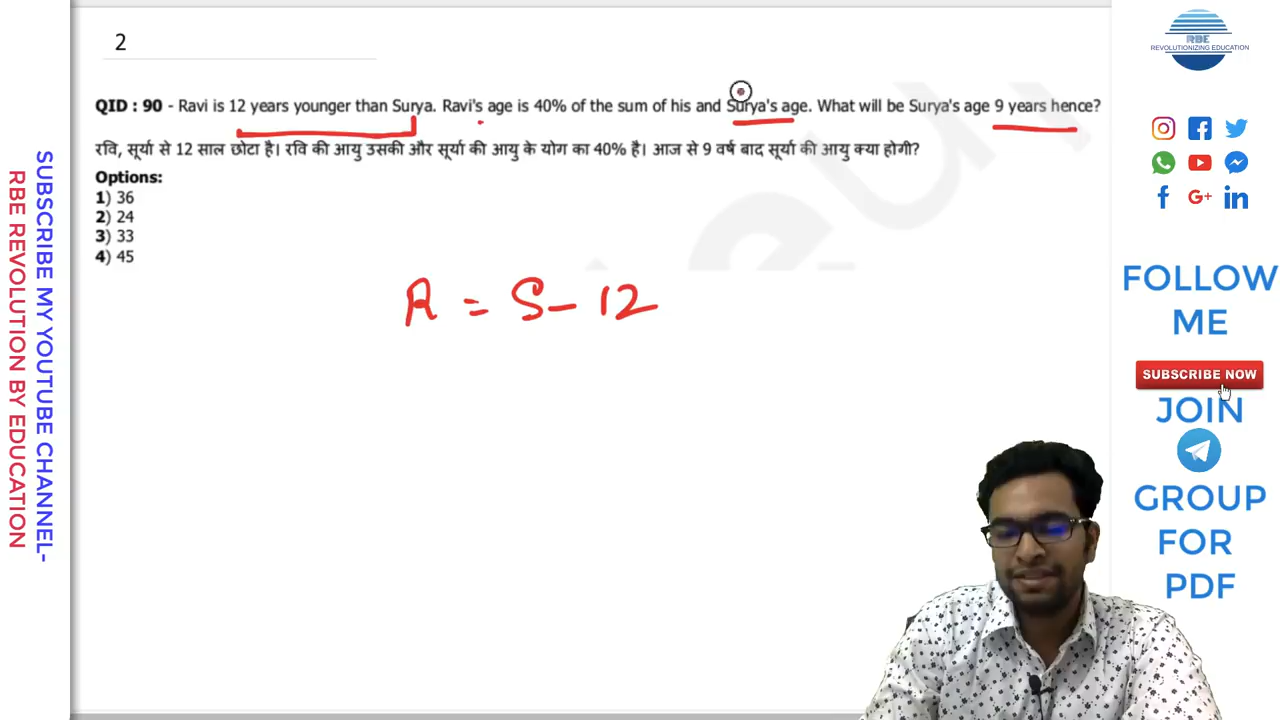 2
QID : 90 - Ravi is 12 years younger than Surya. Ravi's age is 40% of the sum of his and Surya's age. What will be Surya's age 9 years hence?
रवि, सूर्या से 12 साल छोटा है। रवि की आयु उसकी और सूर्या की आयु के योग का 40% है। आज से 9 वर्ष बाद सूर्या की आयु क्या होगी?
Options:
1) 36
2) 24
3) 33
4) 45
R = S - 12
SUBSCRIBE MY YOUTUBE CHANNEL-
RBE REVOLUTION BY EDUCATION
RBE
REVOLUTIONIZING EDUCATION
FOLLOW
ME
SUBSCRIBE NOW
JOIN
GROUP
FOR
PDF